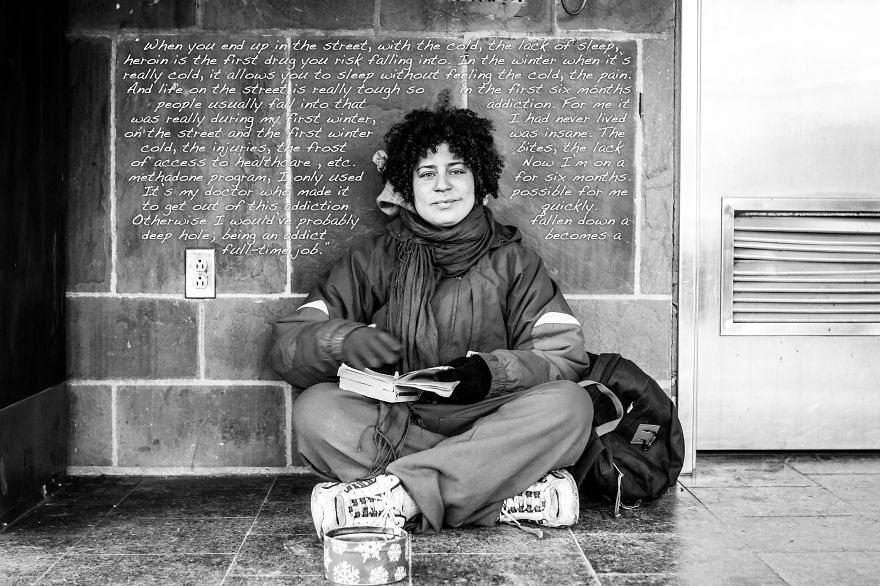 "When you end up in the street, with the cold, the lack of sleep,
heroin is the first drug you risk falling into. In the winter when it's
really cold, it allows you to sleep without feeling the cold, the pain.
And life on the street is really tough so in the first six months
people usually fall into that addiction. For me it
was really during my first winter, I had never lived
on the street and the first winter was insane. The
cold, the injuries, the frost bites, the lack
of access to healthcare , etc. Now I'm on a
methadone program, I only used for six months.
It's my doctor who made it possible for me
to get out of this addiction quickly.
Otherwise I would've probably fallen down a
deep hole; being an addict becomes a
full-time job."